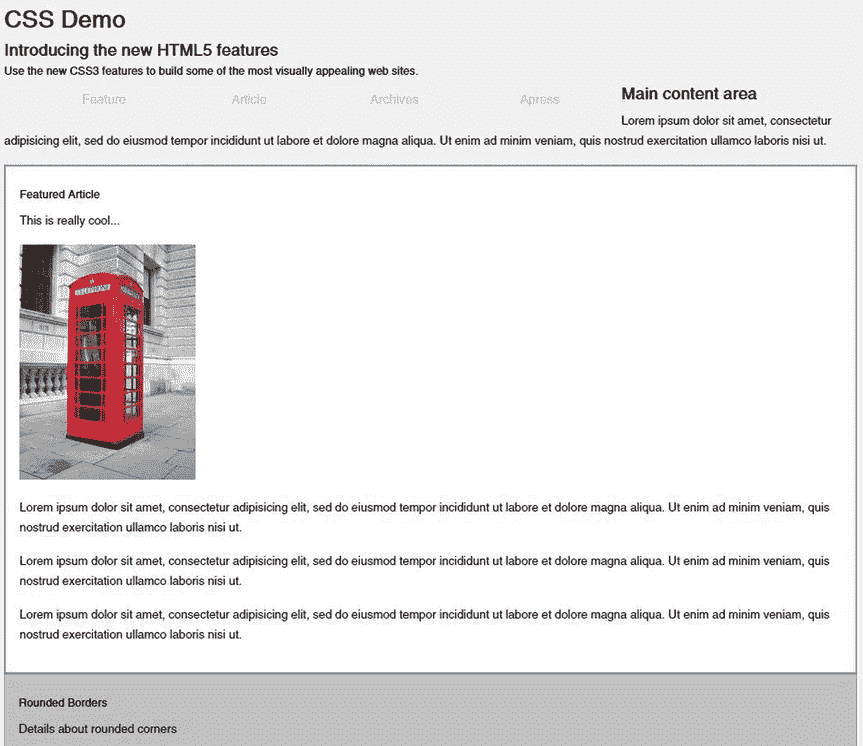 CSS Demo
Introducing the new HTML5 features
Use the new CSS3 features to build some of the most visually appealing web sites.
Feature Article Archives Apress
Main content area
Lorem ipsum dolor sit amet, consectetur
adipisicing elit, sed do eiusmod tempor incididunt ut labore et dolore magna aliqua. Ut enim ad minim veniam, quis nostrud exercitation ullamco laboris nisi ut.
Featured Article
This is really cool...
TELEPHONE
Lorem ipsum dolor sit amet, consectetur adipisicing elit, sed do eiusmod tempor incididunt ut labore et dolore magna aliqua. Ut enim ad minim veniam, quis
nostrud exercitation ullamco laboris nisi ut.
Lorem ipsum dolor sit amet, consectetur adipisicing elit, sed do eiusmod tempor incididunt ut labore et dolore magna aliqua. Ut enim ad minim veniam, quis
nostrud exercitation ullamco laboris nisi ut.
Lorem ipsum dolor sit amet, consectetur adipisicing elit, sed do eiusmod tempor incididunt ut labore et dolore magna aliqua. Ut enim ad minim veniam, quis
nostrud exercitation ullamco laboris nisi ut.
Rounded Borders
Details about rounded corners